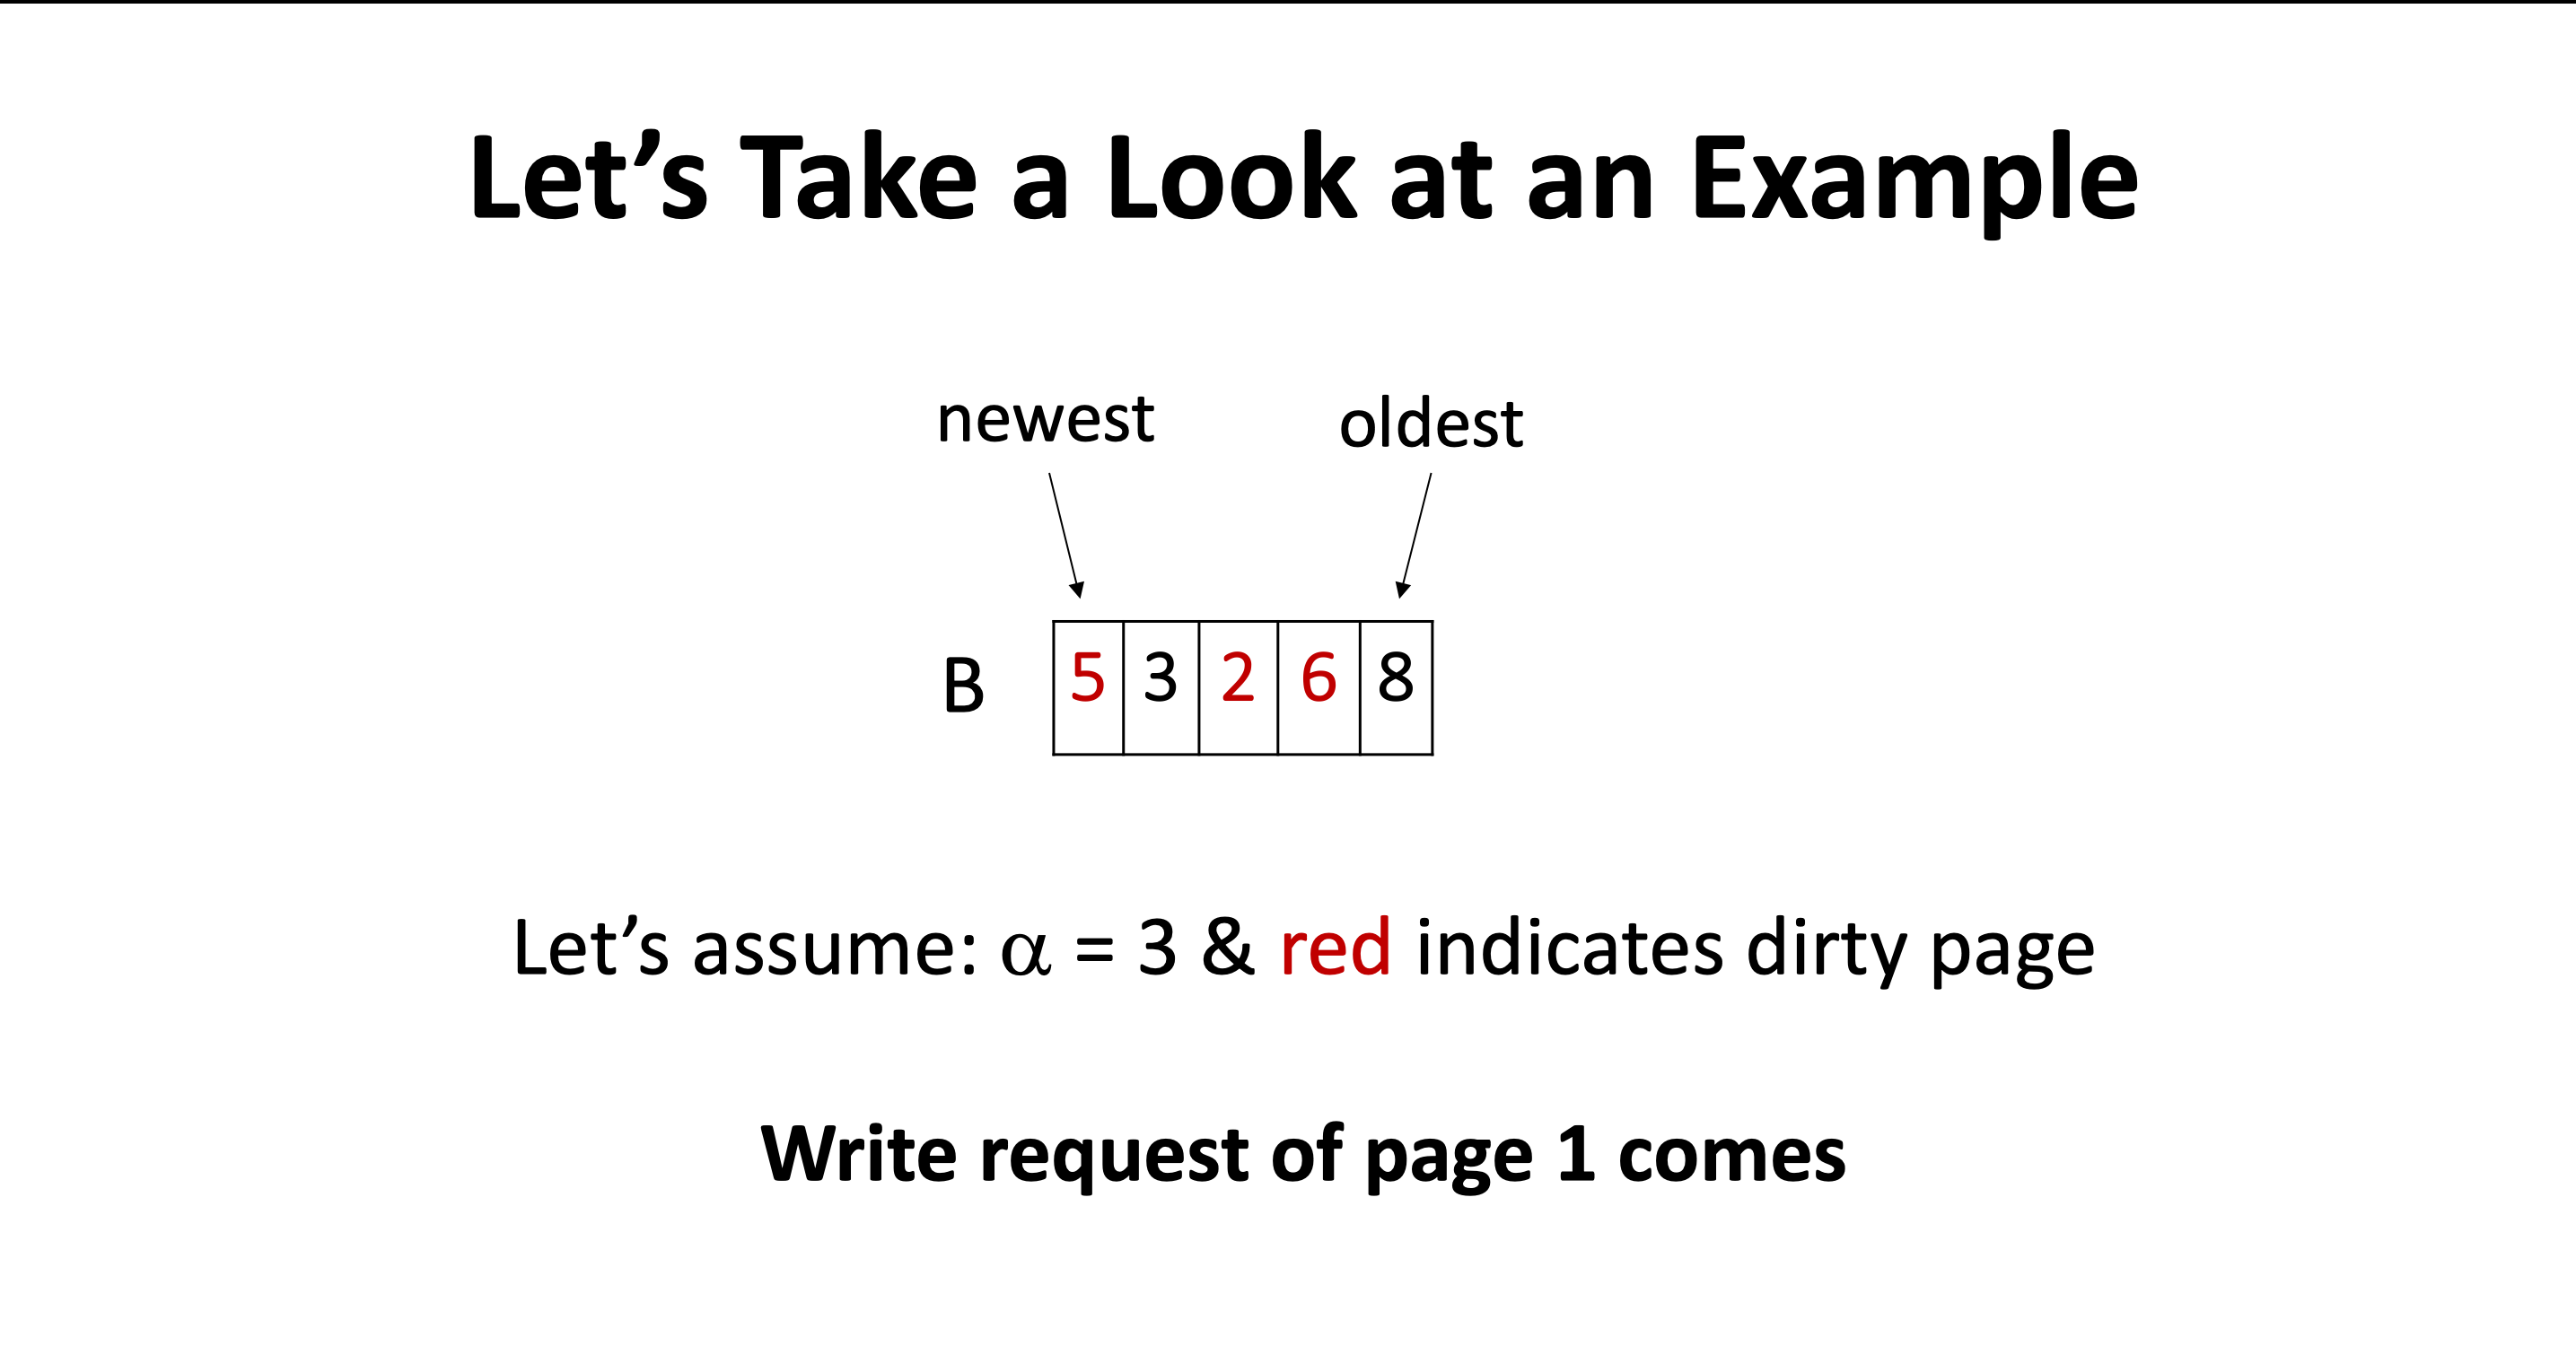 Let’s Take a Look at an Example
newest oldest
B 5 3 2 6 8
Let’s assume: α = 3 & red indicates dirty page
Write request of page 1 comes